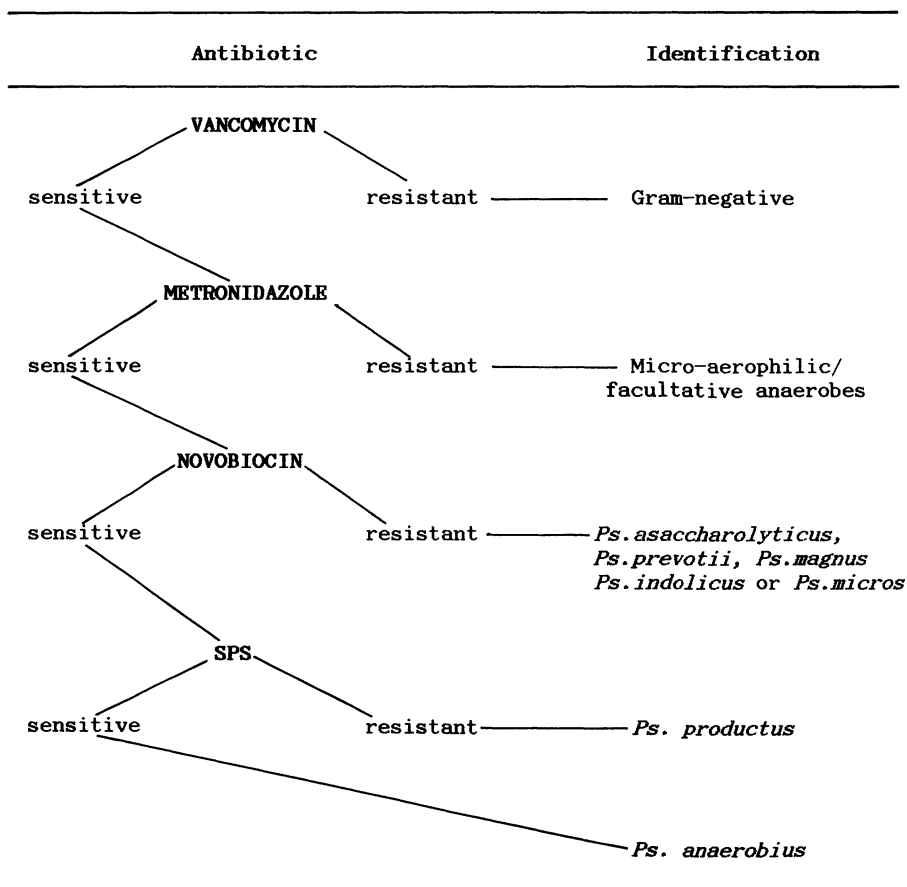 Antibiotic Identification
VANCOMYCIN
sensitive resistant Gram-negative
METRONIDAZOLE
sensitive resistant Micro-aerophilic/
facultative anaerobes
NOVOBIOCIN
sensitive resistant Ps.asaccharolyticus,
Ps.prevotii, Ps.magnus
Ps.indolicus or Ps.micros
SPS
sensitive resistant Ps. productus
Ps. anaerobius